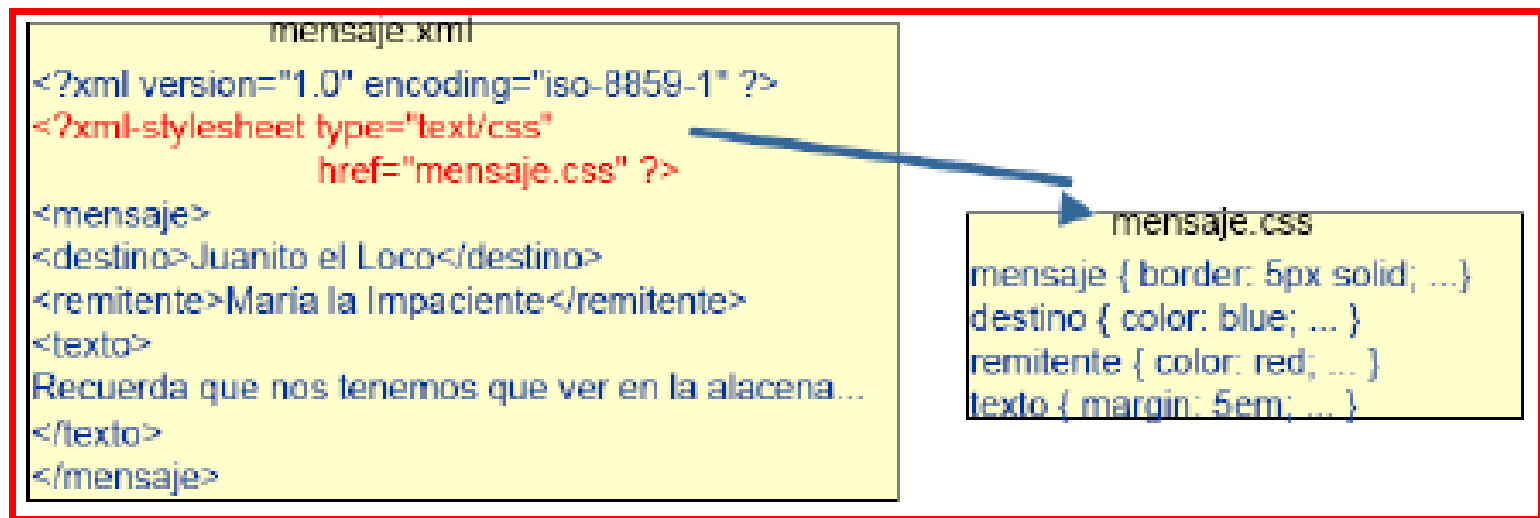 mensaje.xml
<?xml version="1.0" encoding="iso-8859-1" ?>
<?xml-stylesheet type="text/css"
href="mensaje.css" ?>
<mensaje>
<destino>Juanito el Loco</destino>
<remitente>María la Impaciente</remitente>
<texto>
Recuerda que nos tenemos que ver en la alacena...
</texto>
</mensaje>
mensaje.css
mensaje { border: 5px solid; ...}
destino { color: blue; ... }
remitente { color: red; ... }
texto { margin: 5em; ... }